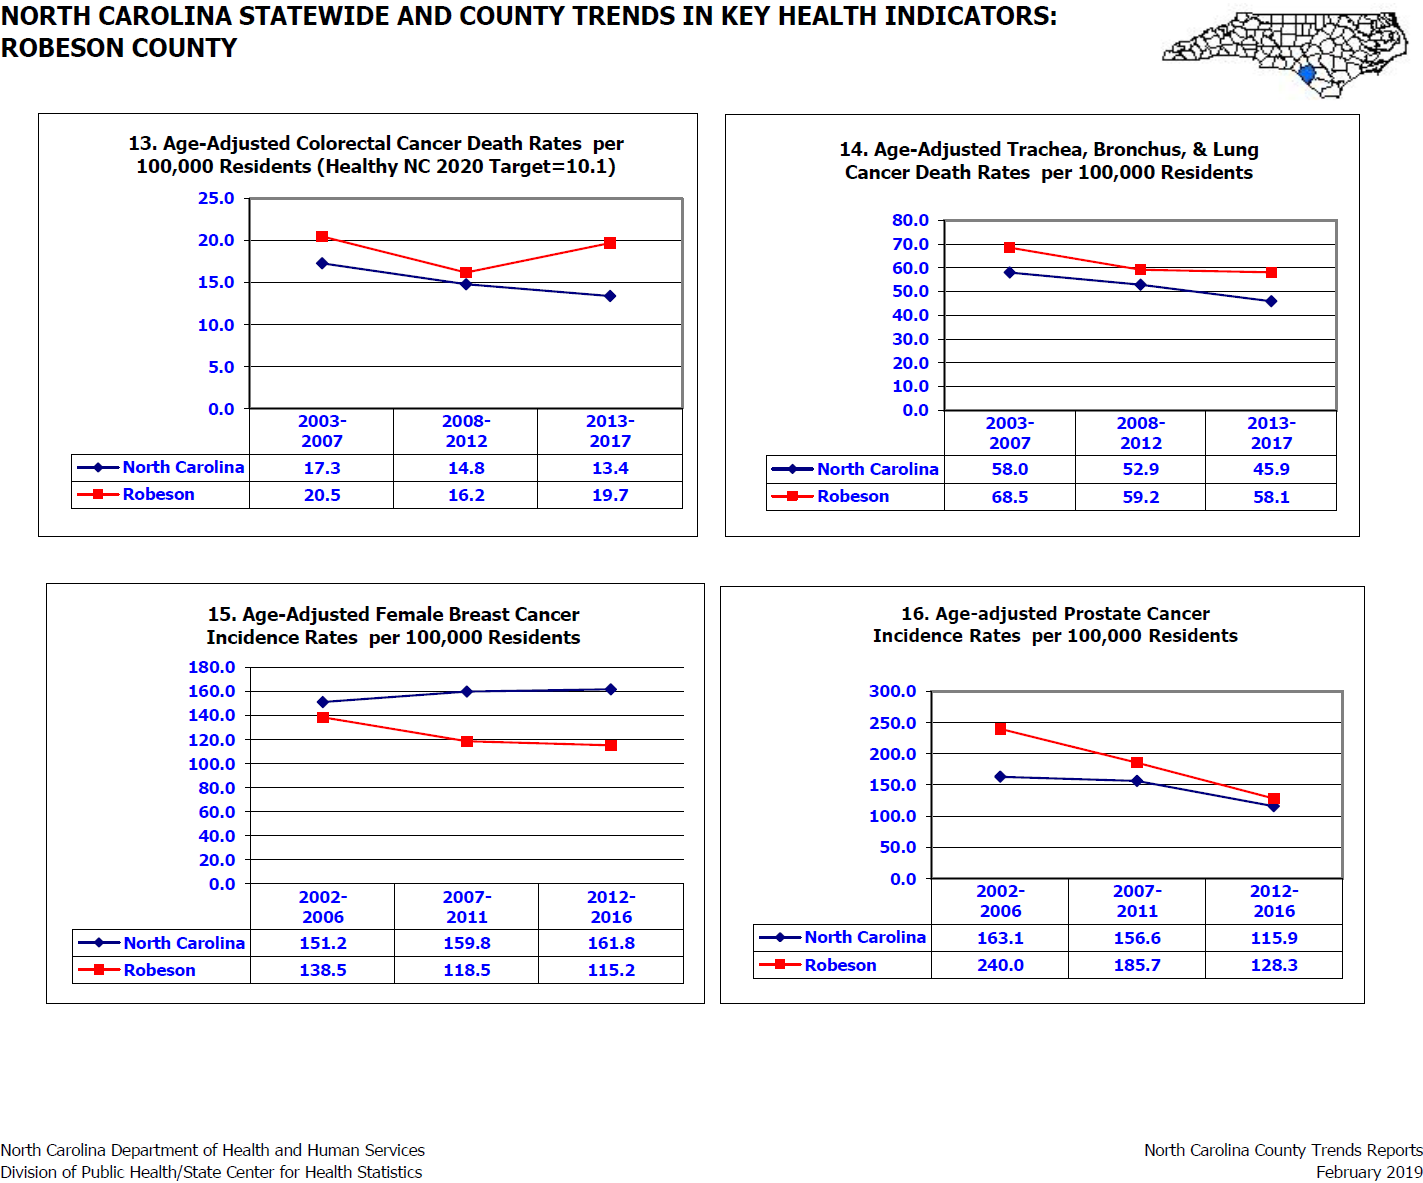 NORTH CAROLINA STATEWIDE AND COUNTY TRENDS IN KEY HEALTH INDICATORS:
ROBESON COUNTY
13. Age-Adjusted Colorectal Cancer Death Rates per
100,000 Residents (Healthy NC 2020 Target=10.1)
25.0
20.0
15.0
10.0
5.0
0.0
2003-
2007
2008-
2012
2013-
2017
North Carolina 17.3 14.8 13.4
Robeson 20.5 16.2 19.7
14. Age-Adjusted Trachea, Bronchus, & Lung
Cancer Death Rates per 100,000 Residents
80.0
70.0
60.0
50.0
40.0
30.0
20.0
10.0
0.0
2003-
2007
2008-
2012
2013-
2017
North Carolina 58.0 52.9 45.9
Robeson 68.5 59.2 58.1
15. Age-Adjusted Female Breast Cancer
Incidence Rates per 100,000 Residents
180.0
160.0
140.0
120.0
100.0
80.0
60.0
40.0
20.0
0.0
2002-
2006
2007-
2011
2012-
2016
North Carolina 151.2 159.8 161.8
Robeson 138.5 118.5 115.2
16. Age-adjusted Prostate Cancer
Incidence Rates per 100,000 Residents
300.0
250.0
200.0
150.0
100.0
50.0
0.0
2002-
2006
2007-
2011
2012-
2016
North Carolina 163.1 156.6 115.9
Robeson 240.0 185.7 128.3
North Carolina Department of Health and Human Services
Division of Public Health/State Center for Health Statistics
North Carolina County Trends Reports
February 2019